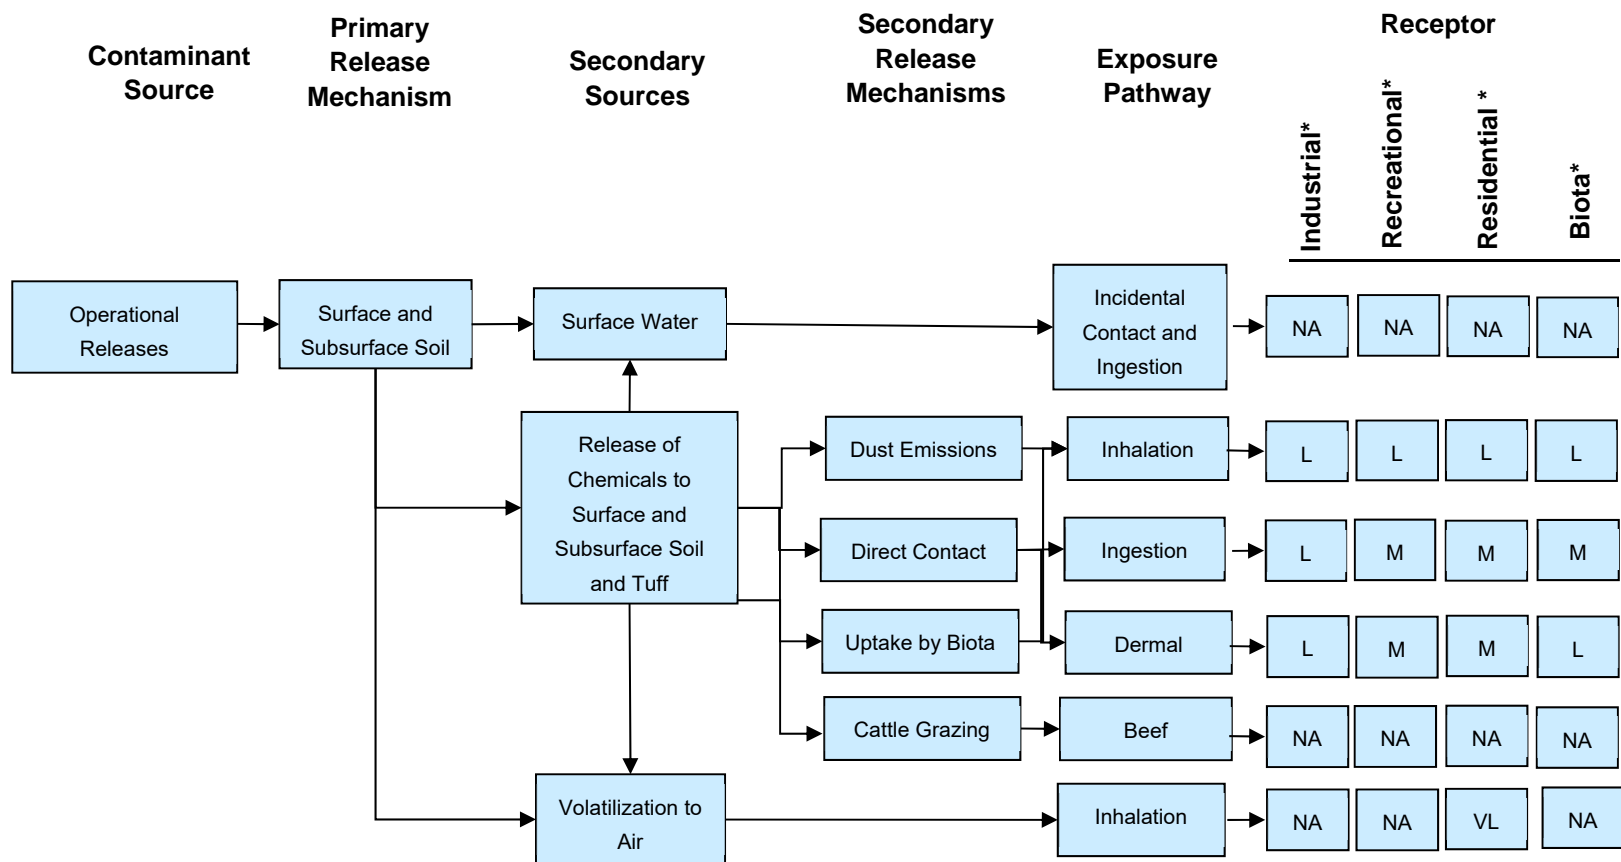 Contaminant
Source
Primary
Release
Mechanism
Secondary
Sources
Secondary
Release
Mechanisms
Exposure
Pathway
Receptor
Industrial*
Recreational*
Residential *
Biota*
Operational
Releases
Surface and
Subsurface Soil
Surface Water
Incidental
Contact and
Ingestion
NA NA NA NA
Release of
Chemicals to
Surface and
Subsurface Soil
and Tuff
Dust Emissions
Inhalation
L L L L
Direct Contact
Ingestion
L M M M
Uptake by Biota
Dermal
L M M L
Cattle Grazing
Beef
NA NA NA NA
Volatilization to
Air
Inhalation
NA NA VL NA